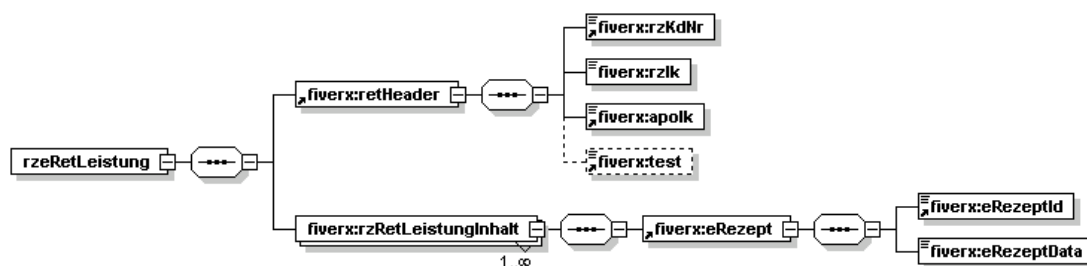 fiverx:rzKdNr
fiverx:rzIk
fiverx:retHeader
fiverx:apoIk
fiverx:test
rzeRetLeistung
fiverx:eRezeptId
fiverx:rzRetLeistungInhalt
fiverx:eRezept
fiverx:eRezeptData
1..∞